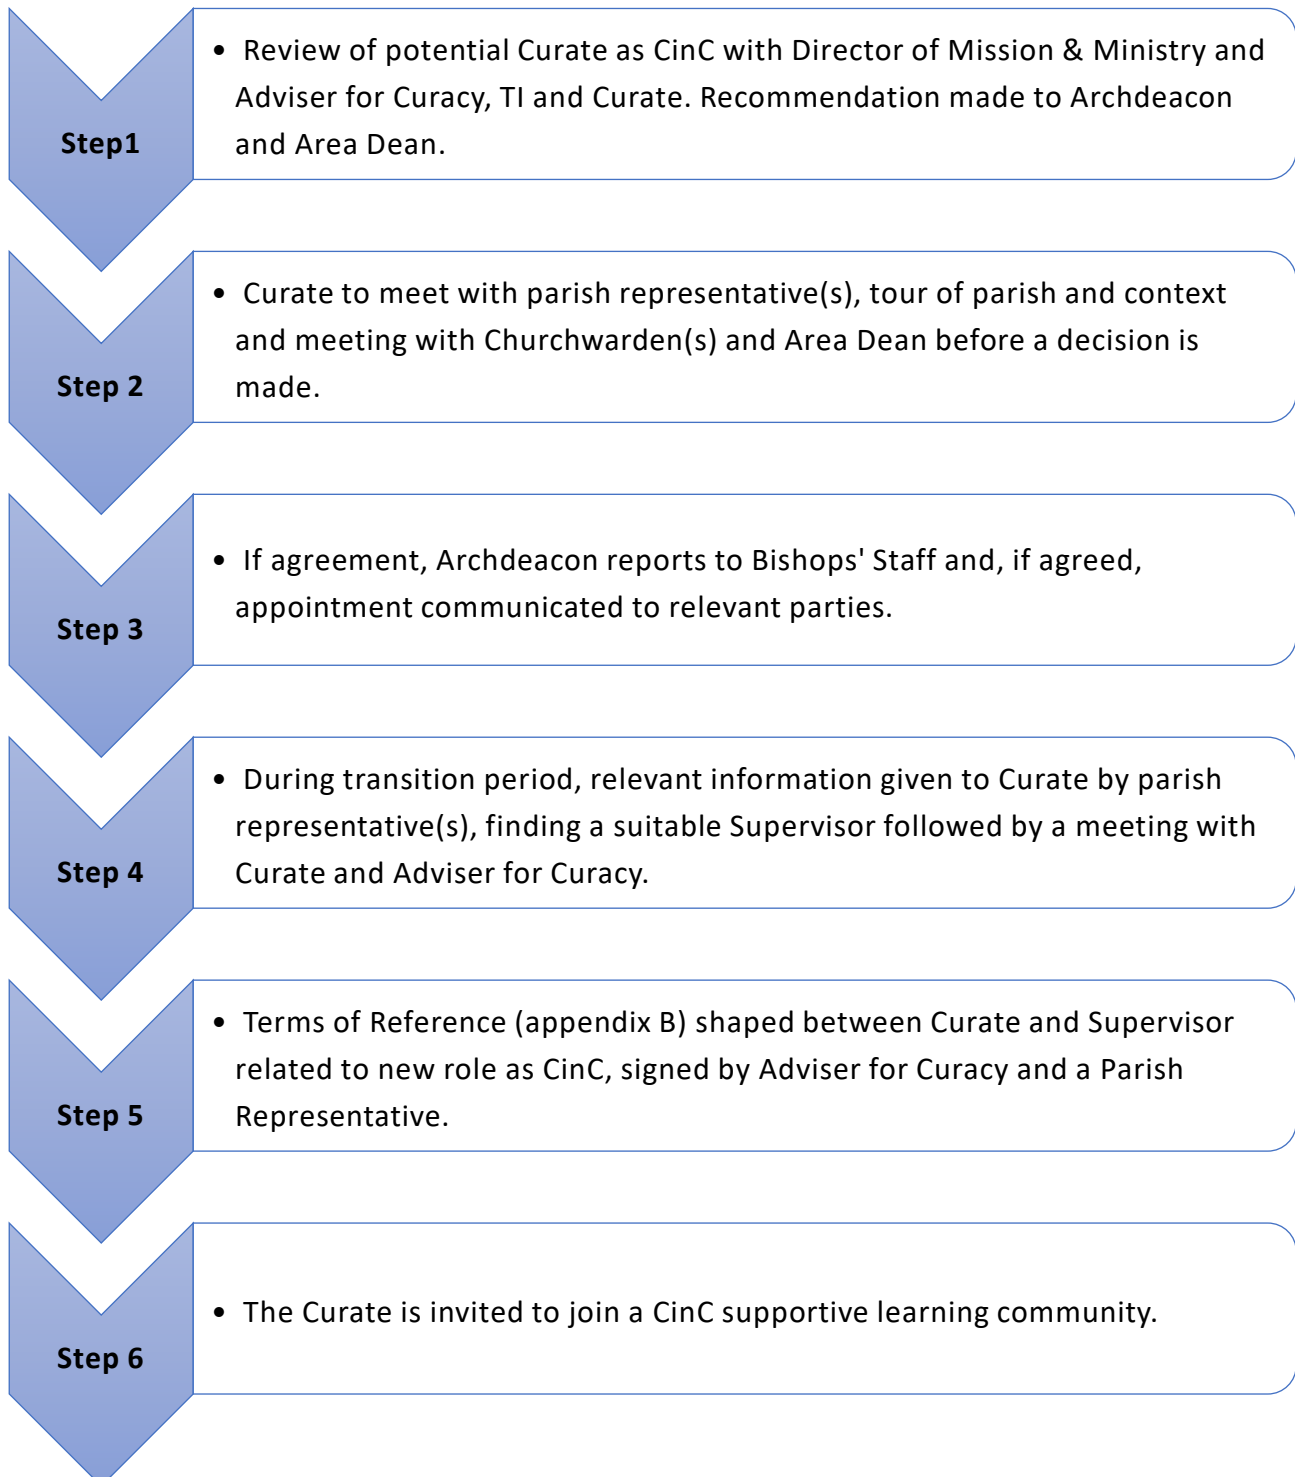 Step1
• Review of potential Curate as CinC with Director of Mission & Ministry and
Adviser for Curacy, TI and Curate. Recommendation made to Archdeacon
and Area Dean.
Step 2
• Curate to meet with parish representative(s), tour of parish and context
and meeting with Churchwarden(s) and Area Dean before a decision is
made.
Step 3
• If agreement, Archdeacon reports to Bishops' Staff and, if agreed,
appointment communicated to relevant parties.
Step 4
• During transition period, relevant information given to Curate by parish
representative(s), finding a suitable Supervisor followed by a meeting with
Curate and Adviser for Curacy.
Step 5
• Terms of Reference (appendix B) shaped between Curate and Supervisor
related to new role as CinC, signed by Adviser for Curacy and a Parish
Representative.
Step 6
• The Curate is invited to join a CinC supportive learning community.